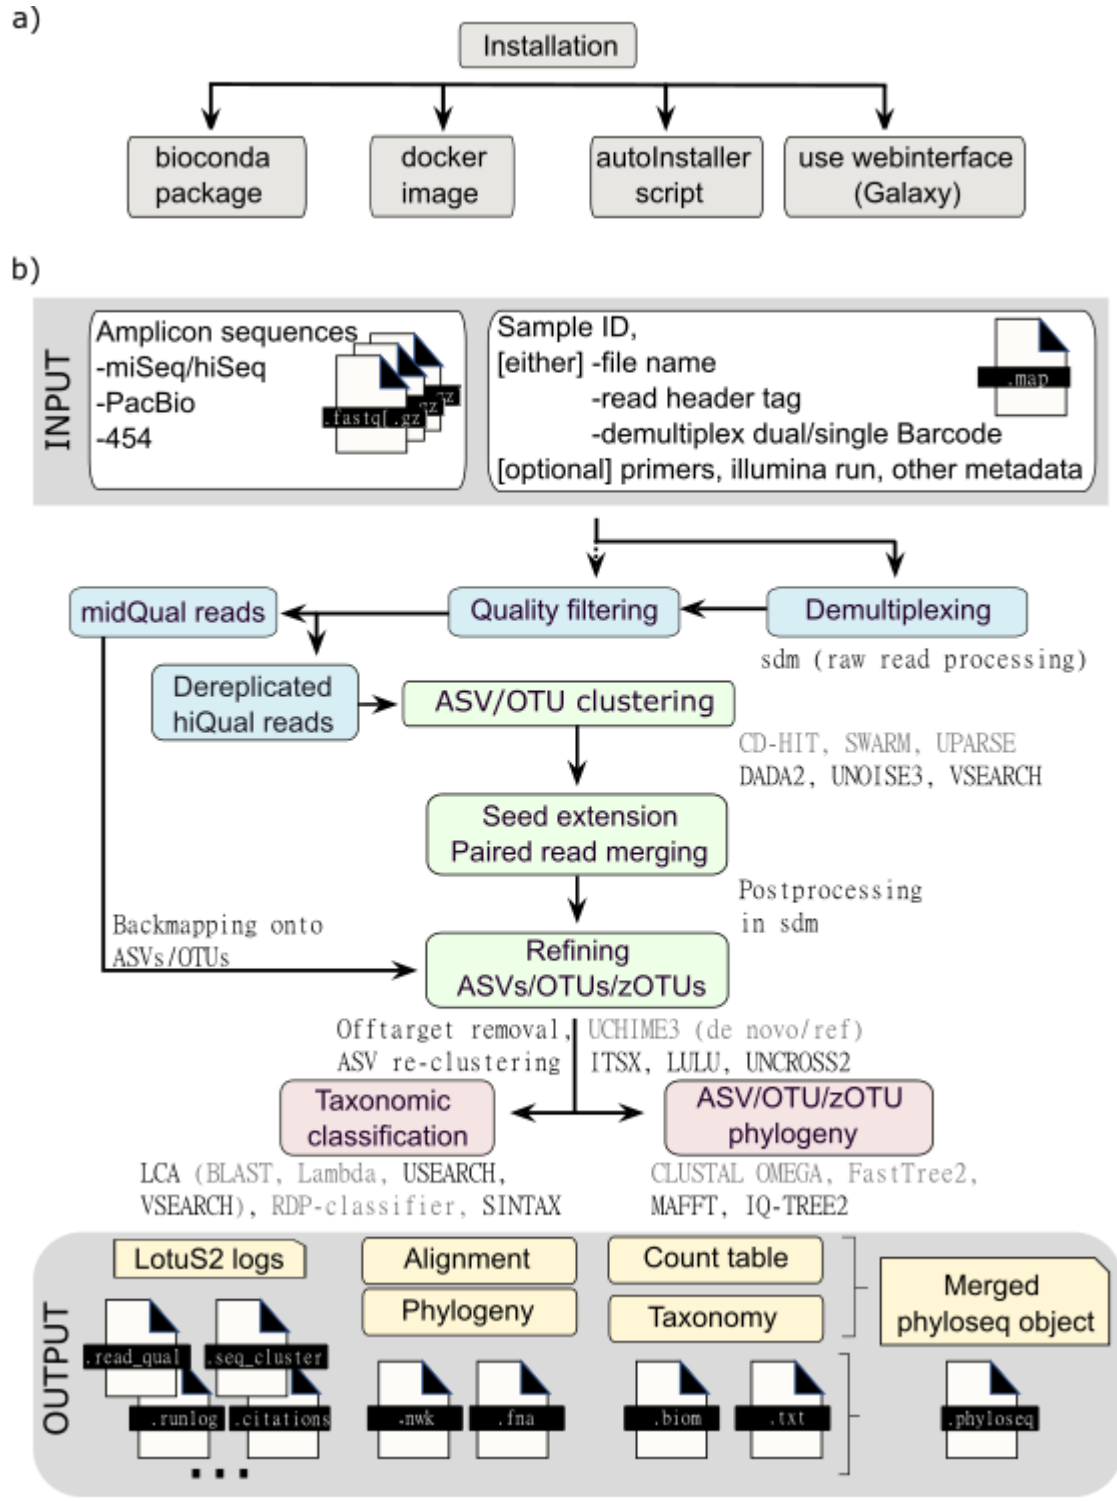 a)
Installation
bioconda
package
docker
image
autoInstaller
script
use webinterface
(Galaxy)
b)
INPUT
Amplicon sequences
-miSeq/hiSeq
-PacBio
-454
.fastq[.gz
gz
gz
Sample ID,
[either] -file name
-read header tag
-demultiplex dual/single Barcode
[optional] primers, illumina run, other metadata
.map
midQual reads
Quality filtering
Demultiplexing
sdm (raw read processing)
Dereplicated
hiQual reads
ASV/OTU clustering
CD-HIT, SWARM, UPARSE
DADA2, UNOISE3, VSEARCH
Seed extension
Paired read merging
Postprocessing
in sdm
Backmapping onto
ASVs/OTUs
Refining
ASVs/OTUs/zOTUs
Offtarget removal,
ASV re-clustering
UCHIME3 (de novo/ref)
ITSX, LULU, UNCROSS2
Taxonomic
classification
ASV/OTU/zOTU
phylogeny
LCA (BLAST, Lambda, USEARCH,
VSEARCH), RDP-classifier, SINTAX
CLUSTAL OMEGA, FastTree2,
MAFFT, IQ-TREE2
OUTPUT
LotuS2 logs
Alignment
Phylogeny
Count table
Taxonomy
Merged
phyloseq object
.read_qual
.seq_cluster
.runlog
.citations
...
.nwk
.fna
.biom
.txt
.phyloseq